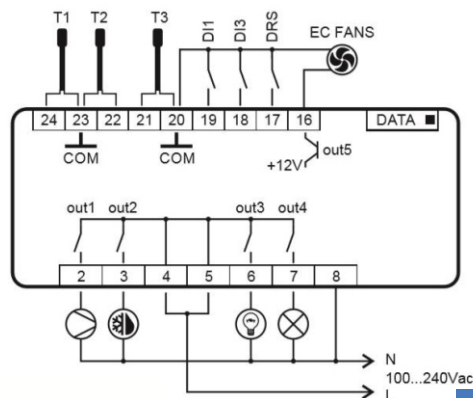 T1 T2 T3 DI1 DI3 DRS EC FANS
24 23 22 21 20 19 18 17 16 DATA
COM COM +12V out5
out1 out2 out3 out4
2 3 4 5 6 7 8
N
100...240Vac
L